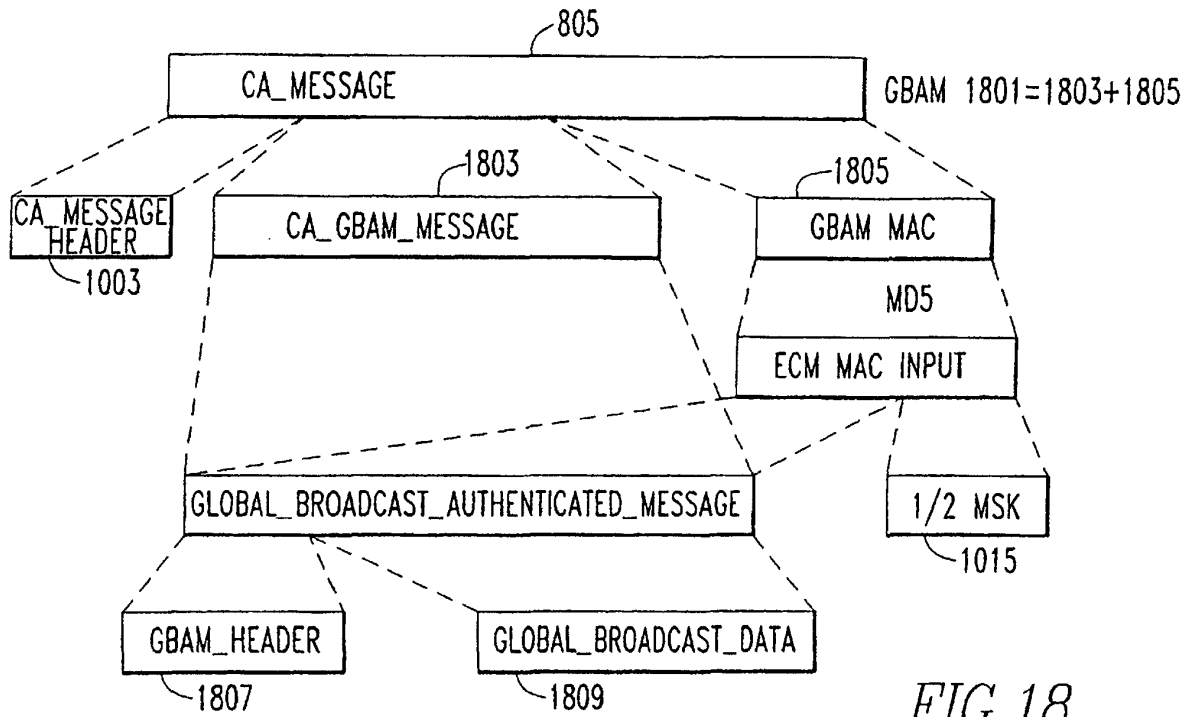 805
CA_MESSAGE
GBAM 1801=1803+1805
1803
1805
CA_MESSAGE
HEADER
CA_GBAM_MESSAGE
GBAM MAC
1003
MD5
ECM MAC INPUT
GLOBAL_BROADCAST_AUTHENTICATED_MESSAGE
1/2 MSK
1015
GBAM_HEADER
GLOBAL_BROADCAST_DATA
1807
1809
FIG.18